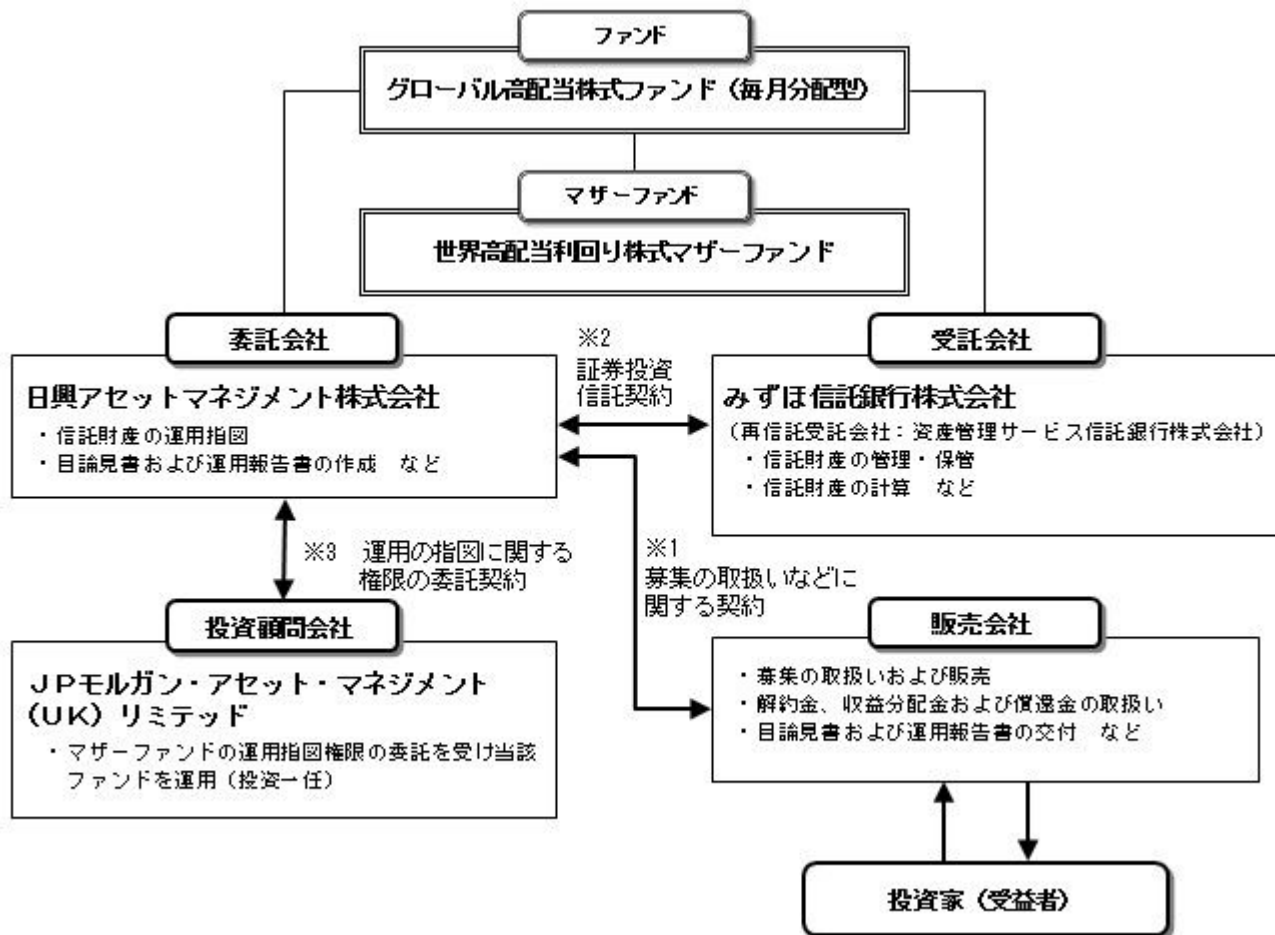 ファンド
グローバル高配当株式ファンド（毎月分配型）
マザーファンド
世界高配当利回り株式マザーファンド
委託会社
日興アセットマネジメント株式会社
・信託財産の運用指図
・目論見書および運用報告書の作成　など
※2
証券投資
信託契約
受託会社
みずほ信託銀行株式会社
（再信託受託会社：資産管理サービス信託銀行株式会社）
・信託財産の管理・保管
・信託財産の計算　など
※3　運用の指図に関する
権限の委託契約
※1
募集の取扱いなどに
関する契約
投資顧問会社
ＪＰモルガン・アセット・マネジメント
（ＵＫ）リミテッド
・マザーファンドの運用指図権限の委託を受け当該
ファンドを運用（投資一任）
販売会社
・募集の取扱いおよび販売
・解約金、収益分配金および償還金の取扱い
・目論見書および運用報告書の交付　など
投資家（受益者）